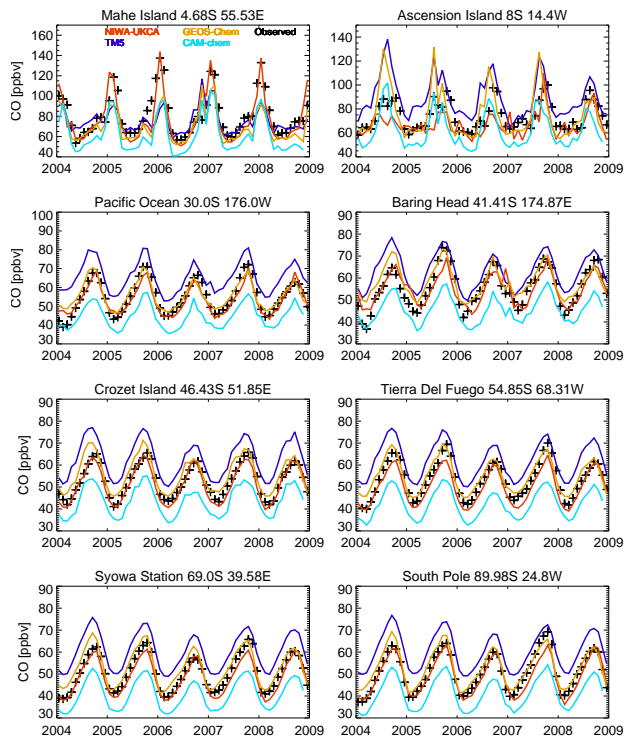 Mahe Island 4.68S 55.53E
Ascension Island 8S 14.4W
NIWA-UKCA GEOS-Chem Observed
TM5 CAM-chem
CO [ppbv]
160
140
120
100
80
60
40
2004 2005 2006 2007 2008 2009
140
120
100
80
60
40
2004 2005 2006 2007 2008 2009
Pacific Ocean 30.0S 176.0W
Baring Head 41.41S 174.87E
CO [ppbv]
100
90
80
70
60
50
40
30
2004 2005 2006 2007 2008 2009
90
80
70
60
50
40
30
2004 2005 2006 2007 2008 2009
Crozet Island 46.43S 51.85E
Tierra Del Fuego 54.85S 68.31W
CO [ppbv]
90
80
70
60
50
40
30
2004 2005 2006 2007 2008 2009
90
80
70
60
50
40
30
2004 2005 2006 2007 2008 2009
Syowa Station 69.0S 39.58E
South Pole 89.98S 24.8W
CO [ppbv]
90
80
70
60
50
40
30
2004 2005 2006 2007 2008 2009
90
80
70
60
50
40
30
2004 2005 2006 2007 2008 2009